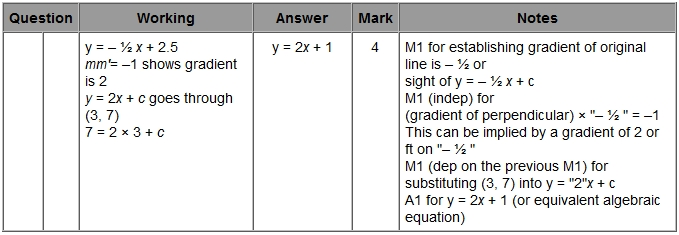 Question Working Answer Mark Notes
y = – ½ x + 2.5
mm'= –1 shows gradient
is 2
y = 2x + c goes through
(3, 7)
7 = 2 × 3 + c
y = 2x + 1
4
M1 for establishing gradient of original
line is – ½ or
sight of y = – ½ x + c
M1 (indep) for
(gradient of perpendicular) × "– ½ " = –1
This can be implied by a gradient of 2 or
ft on "– ½ "
M1 (dep on the previous M1) for
substituting (3, 7) into y = "2"x + c
A1 for y = 2x + 1 (or equivalent algebraic
equation)